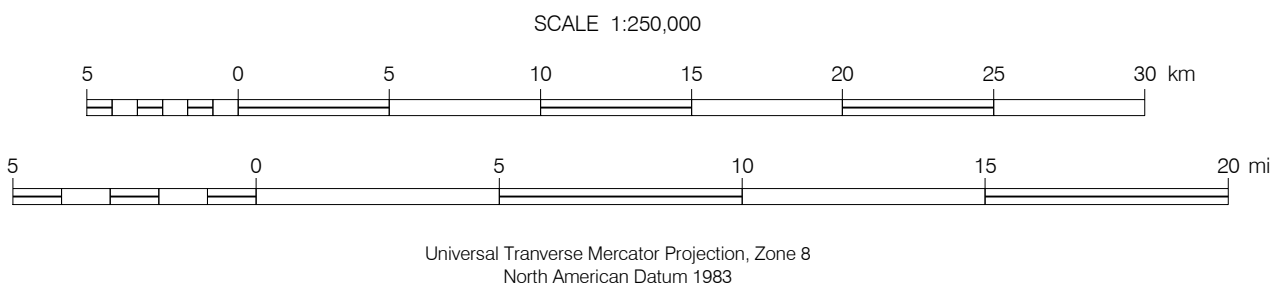 SCALE 1:250,000
5 0 5 10 15 20 25 30 km
5 0 5 10 15 20 mi
Universal Tranverse Mercator Projection, Zone 8
North American Datum 1983